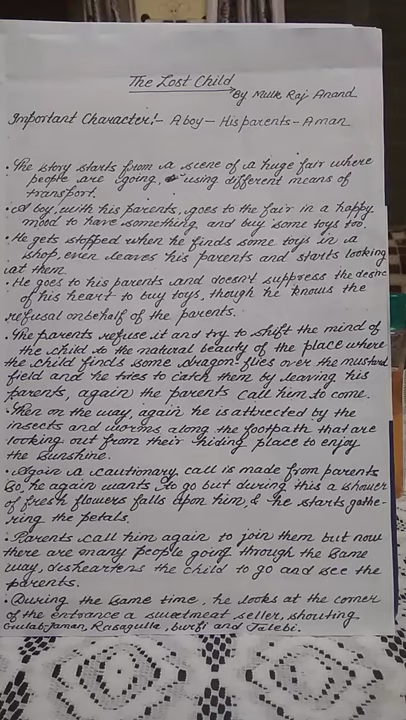 The Lost Child
By Mulk Raj Anand
Important Character:- A boy - His parents - A man
• The story starts from a scene of a huge fair where
people are going, using different means of
transport.
• A boy, with his parents, goes to the fair in a happy
mood to have something, and buy some toys too.
• He gets stopped when he finds some toys in a
shop, even leaves his parents and starts looking
at them.
• He goes to his parents and doesn't suppress the desire
of his heart to buy toys, though he knows the
refusal onbehalf of the parents.
• The parents refuse it and try to shift the mind of
the child to the natural beauty of the place where
the child finds some dragon-flies over the mustard
field and he tries to catch them by leaving his
parents, again the parents call him to come.
• Then on the way, again he is attrected by the
insects and worms along the footpath that are
looking out from their hiding place to enjoy
the sunshine.
• Again a cautionary call is made from parents
so, he again wants to go but during this a shower
of fresh flowers falls upon him, & he starts gathe-
ring the petals.
• Parents call him again to join them but now
there are many people going through the same
way, disheartens the child to go and see the
parents.
• During the same time, he looks at the corner
of the entrance a sweetmeat seller, shouting
Gulab-Jaman, Rasagulla, burfi and Jalebi.